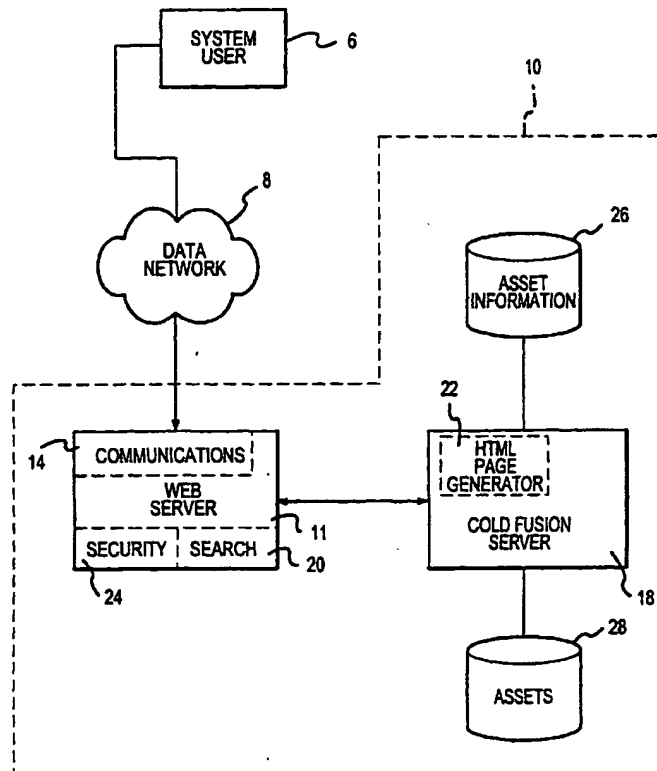 SYSTEM
USER
6
10
8
DATA
NETWORK
26
ASSET
INFORMATION
14
COMMUNICATIONS
WEB
SERVER
11
SECURITY
SEARCH
24
20
22
HTML
PAGE
GENERATOR
COLD FUSION
SERVER
18
28
ASSETS